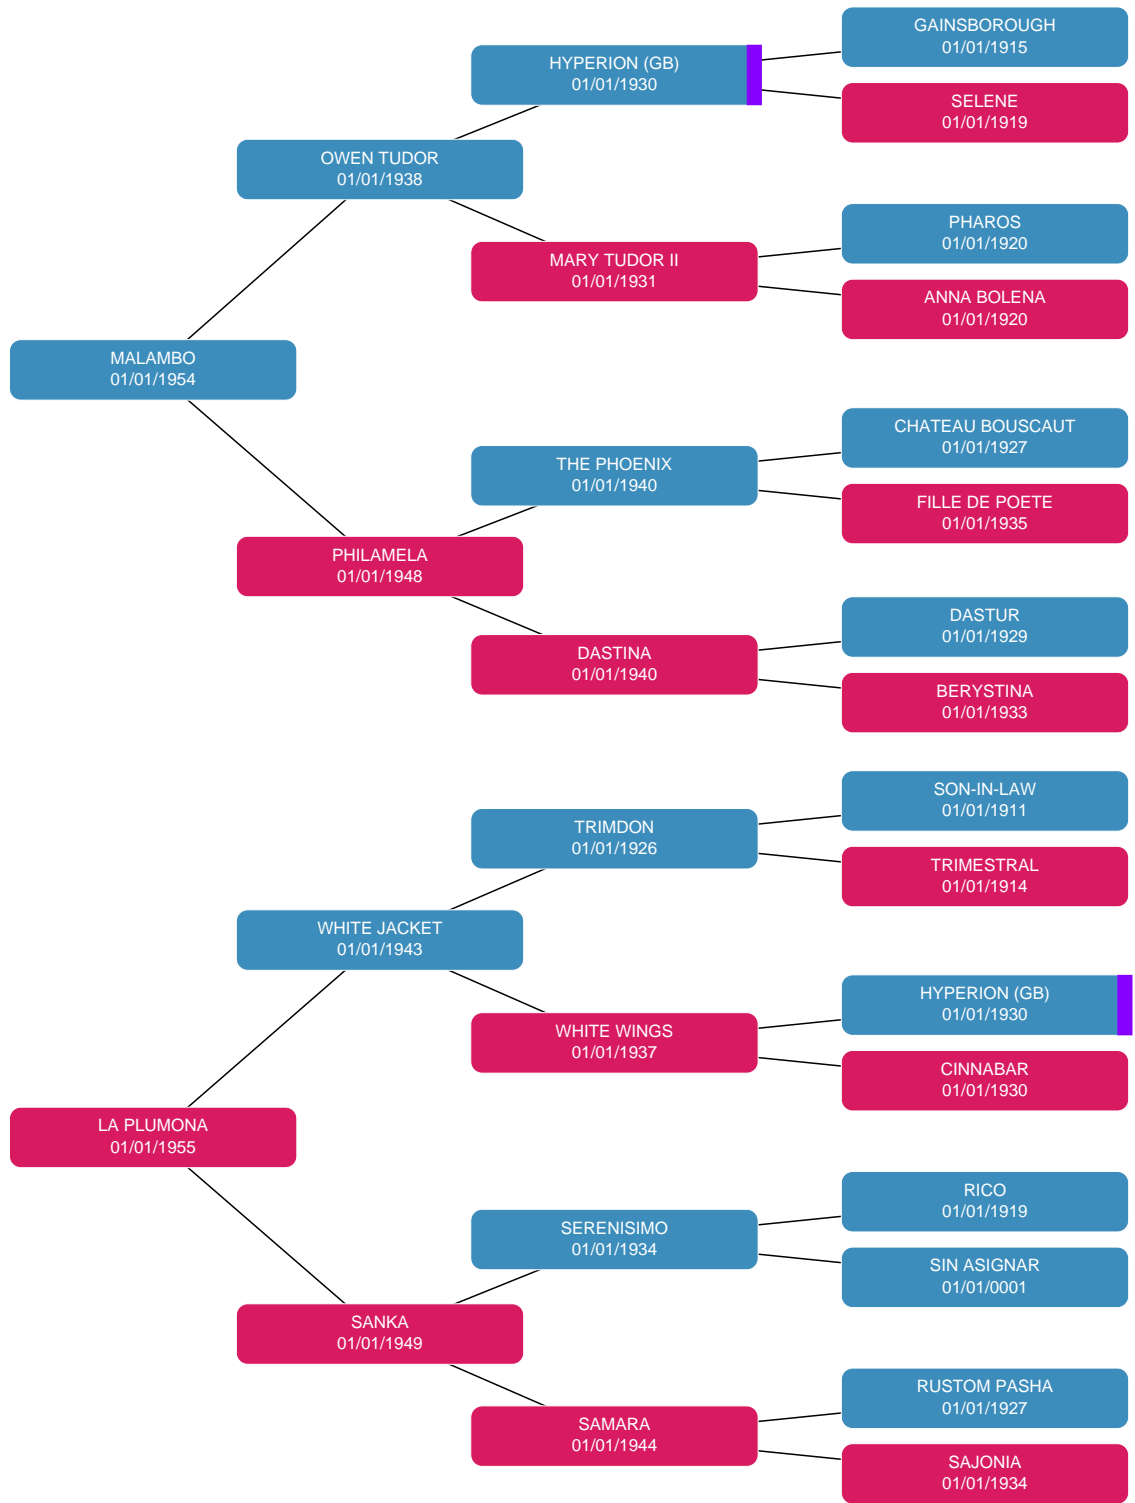 GAINSBOROUGH
01/01/1915
HYPERION (GB)
01/01/1930
SELENE
01/01/1919
OWEN TUDOR
01/01/1938
PHAROS
01/01/1920
MARY TUDOR II
01/01/1931
ANNA BOLENA
01/01/1920
MALAMBO
01/01/1954
CHATEAU BOUSCAUT
01/01/1927
THE PHOENIX
01/01/1940
FILLE DE POETE
01/01/1935
PHILAMELA
01/01/1948
DASTUR
01/01/1929
DASTINA
01/01/1940
BERYSTINA
01/01/1933
SON-IN-LAW
01/01/1911
TRIMDON
01/01/1926
TRIMESTRAL
01/01/1914
WHITE JACKET
01/01/1943
HYPERION (GB)
01/01/1930
WHITE WINGS
01/01/1937
CINNABAR
01/01/1930
LA PLUMONA
01/01/1955
RICO
01/01/1919
SERENISIMO
01/01/1934
SIN ASIGNAR
01/01/0001
SANKA
01/01/1949
RUSTOM PASHA
01/01/1927
SAMARA
01/01/1944
SAJONIA
01/01/1934